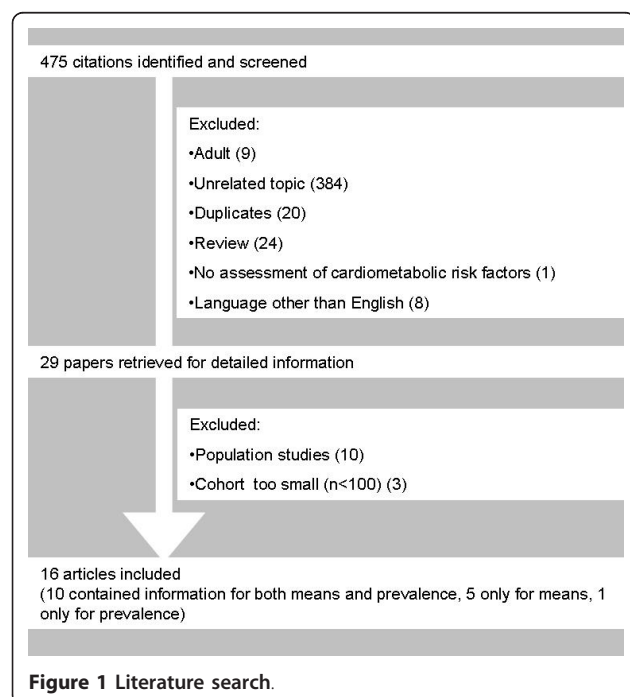 475 citations identified and screened
Excluded:
•Adult (9)
•Unrelated topic (384)
•Duplicates (20)
•Review (24)
•No assessment of cardiometabolic risk factors (1)
•Language other than English (8)
29 papers retrieved for detailed information
Excluded:
•Population studies (10)
•Cohort too small (n<100) (3)
16 articles included
(10 contained information for both means and prevalence, 5 only for means, 1
only for prevalence)
Figure 1 Literature search.